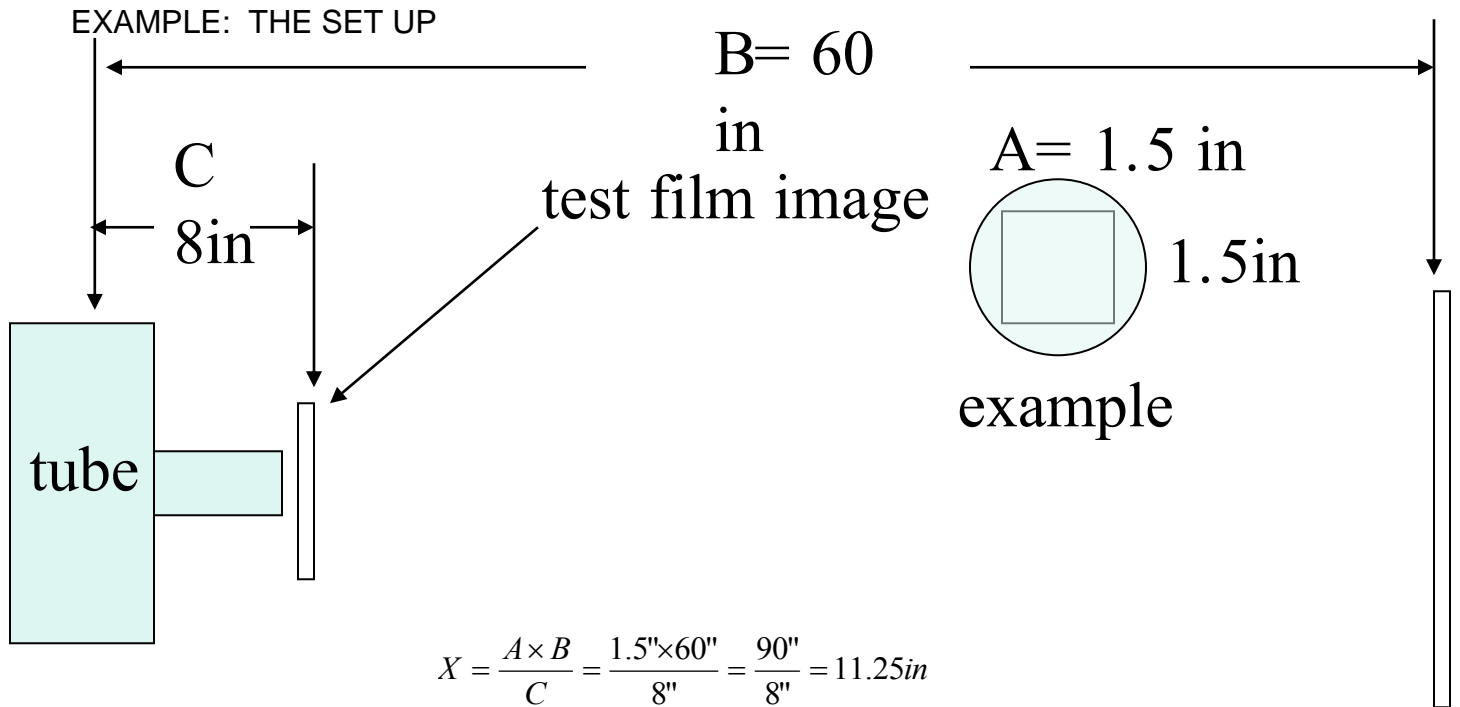 EXAMPLE: THE SET UP
B= 60
in
C
8in
test film image
A= 1.5 in
1.5in
example
tube
X = A × B / C = 1.5"×60" / 8" = 90" / 8" = 11.25in